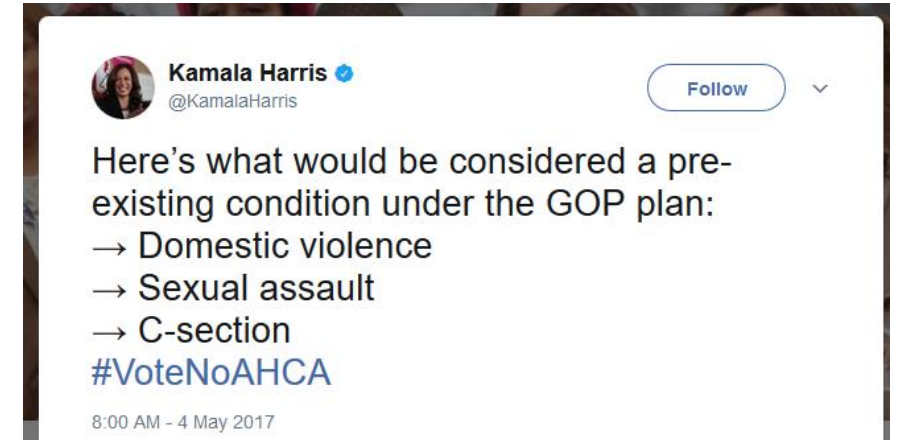 Kamala Harris
@KamalaHarris
Follow
Here’s what would be considered a pre-
existing condition under the GOP plan:
→ Domestic violence
→ Sexual assault
→ C-section
#VoteNoAHCA
8:00 AM - 4 May 2017